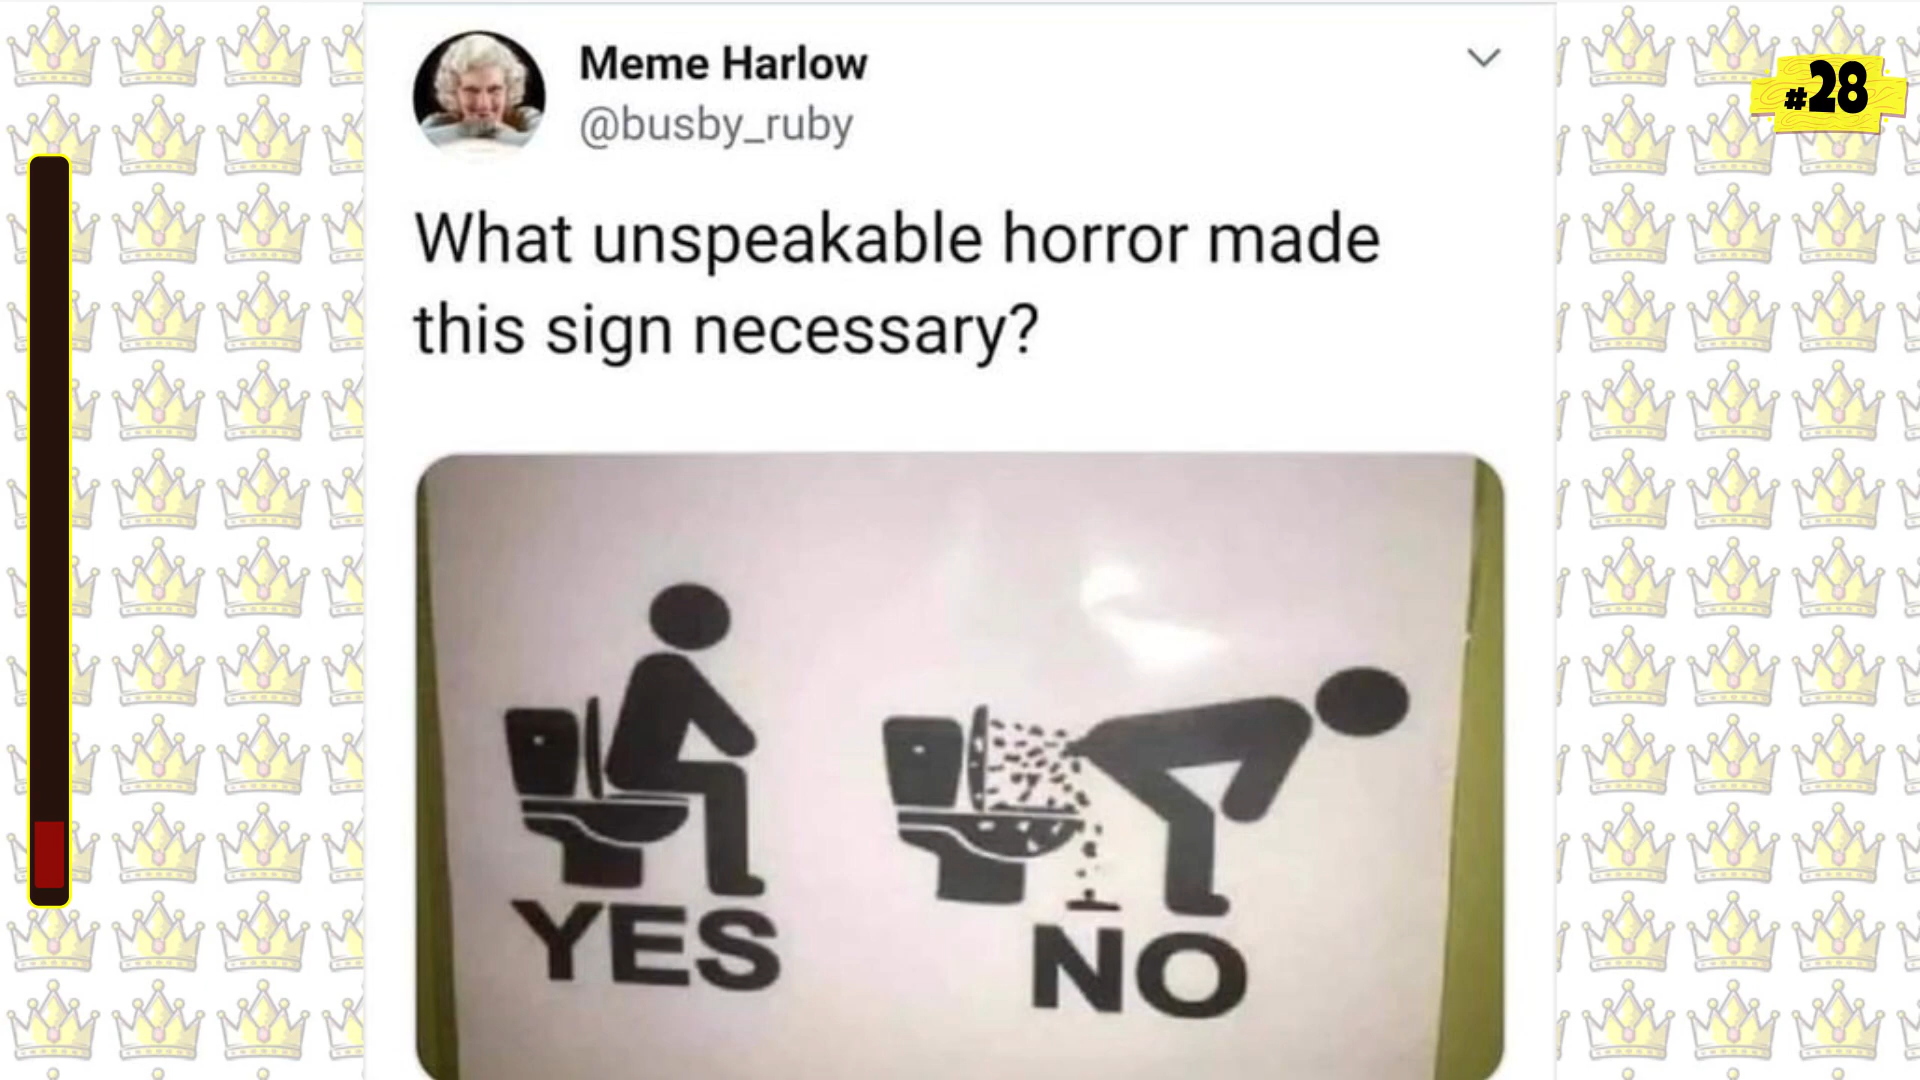 Meme Harlow
@busby_ruby
#28
What unspeakable horror made
this sign necessary?
YES
NO